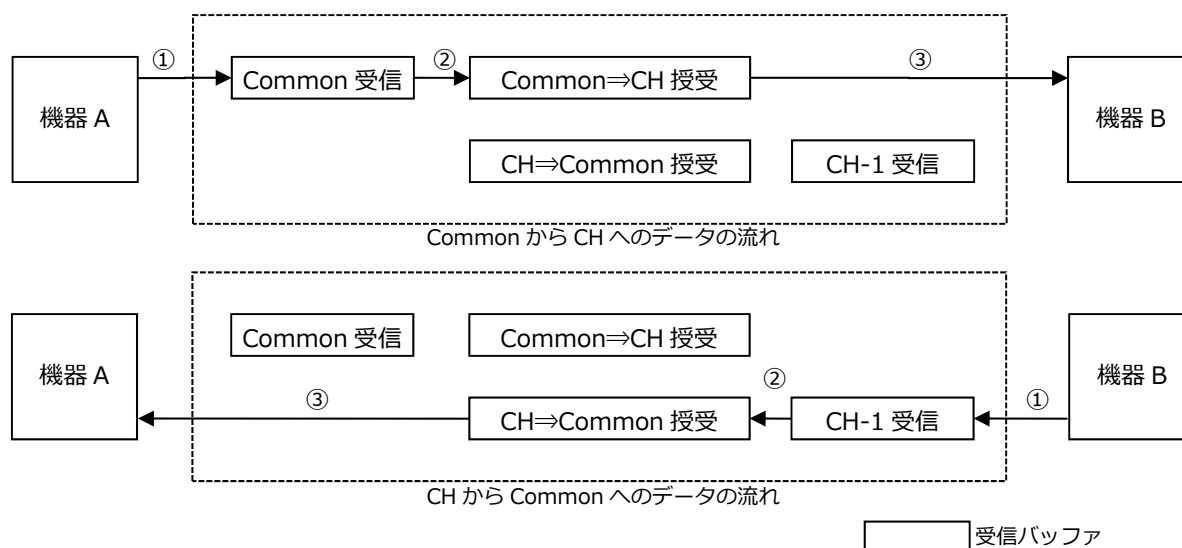 ① ② ③
機器 A Common 受信 Common⇒CH 授受 機器 B
CH⇒Common 授受 CH-1 受信
Common から CH へのデータの流れ
Common 受信 Common⇒CH 授受
機器 A 機器 B
③ ② ①
CH⇒Common 授受 CH-1 受信
CH から Common へのデータの流れ
受信バッファ